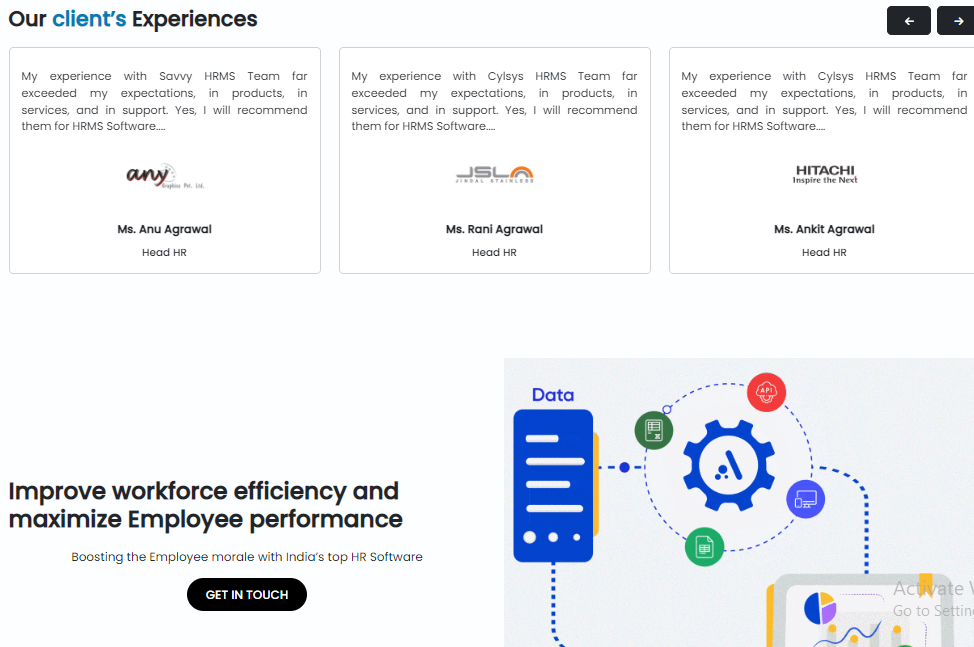 Our client's Experiences
My experience with Savvy HRMS Team far
exceeded my expectations, in products, in
services, and in support. Yes, I will recommend
them for HRMS Software....
any
Graphics Pvt. Ltd.
Ms. Anu Agrawal
Head HR
My experience with Cylsys HRMS Team far
exceeded my expectations, in products, in
services, and in support. Yes, I will recommend
them for HRMS Software....
JSL
JINDAL STAINLESS
Ms. Rani Agrawal
Head HR
My experience with Cylsys HRMS Team far
exceeded my expectations, in products, in
services, and in support. Yes, I will recommend
them for HRMS Software....
HITACHI
Inspire the Next
Ms. Ankit Agrawal
Head HR
Improve workforce efficiency and
maximize Employee performance
Boosting the Employee morale with India's top HR Software
GET IN TOUCH
Data
API
Activate W
Go to Setting